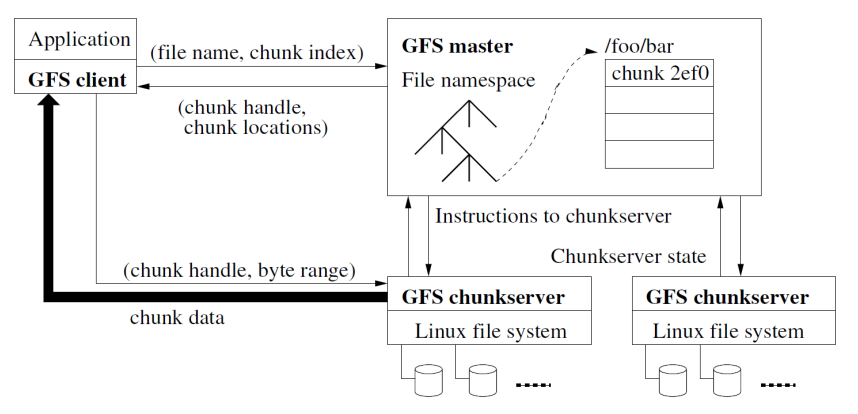 Application
GFS client
(file name, chunk index)
(chunk handle,
chunk locations)
GFS master
File namespace
/foo/bar
chunk 2ef0
Instructions to chunkserver
Chunkserver state
(chunk handle, byte range)
chunk data
GFS chunkserver
Linux file system
GFS chunkserver
Linux file system